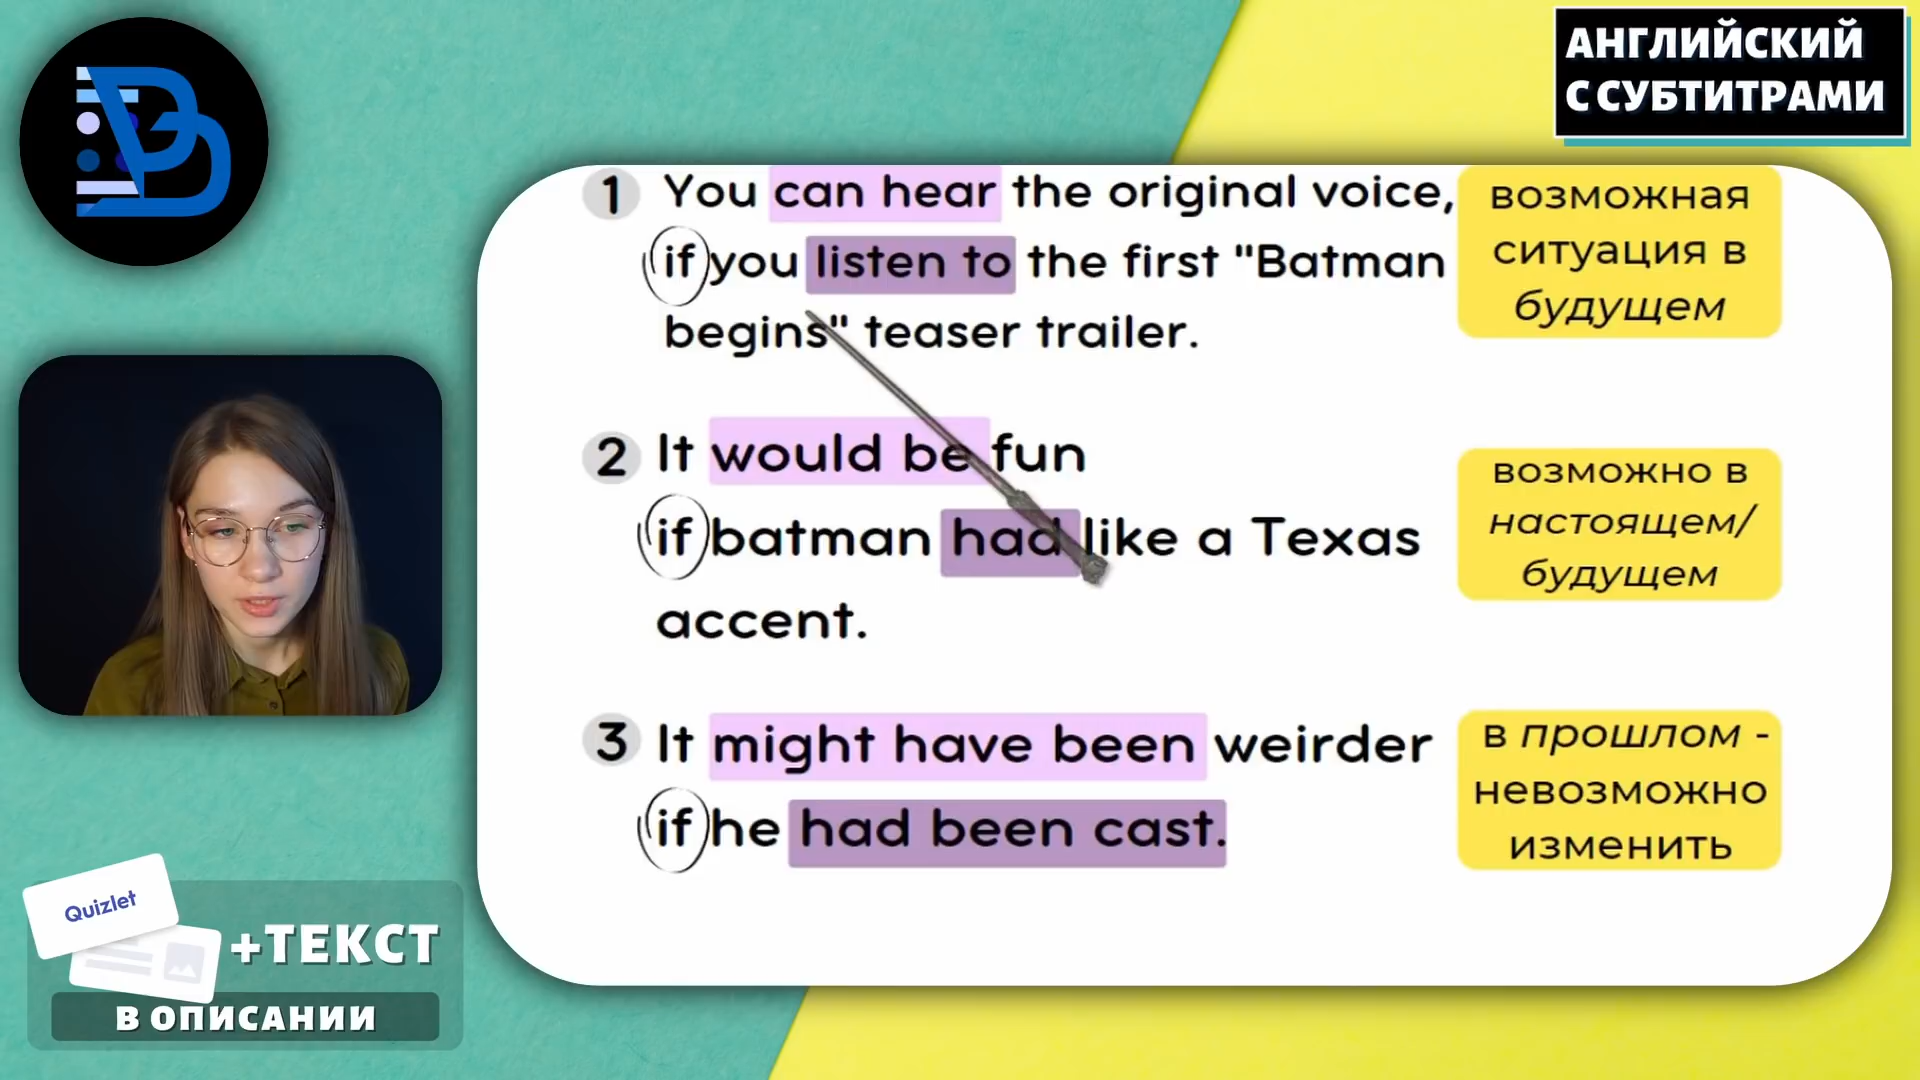 АНГЛИЙСКИЙ
С СУБТИТРАМИ
1 You can hear the original voice,
if you listen to the first "Batman
begins" teaser trailer.
возможная
ситуация в
будущем
2 It would be fun
if batman had like a Texas
accent.
возможно в
настоящем/
будущем
3 It might have been weirder
if he had been cast.
в прошлом -
невозможно
изменить
Quizlet
+ТЕКСТ
В ОПИСАНИИ